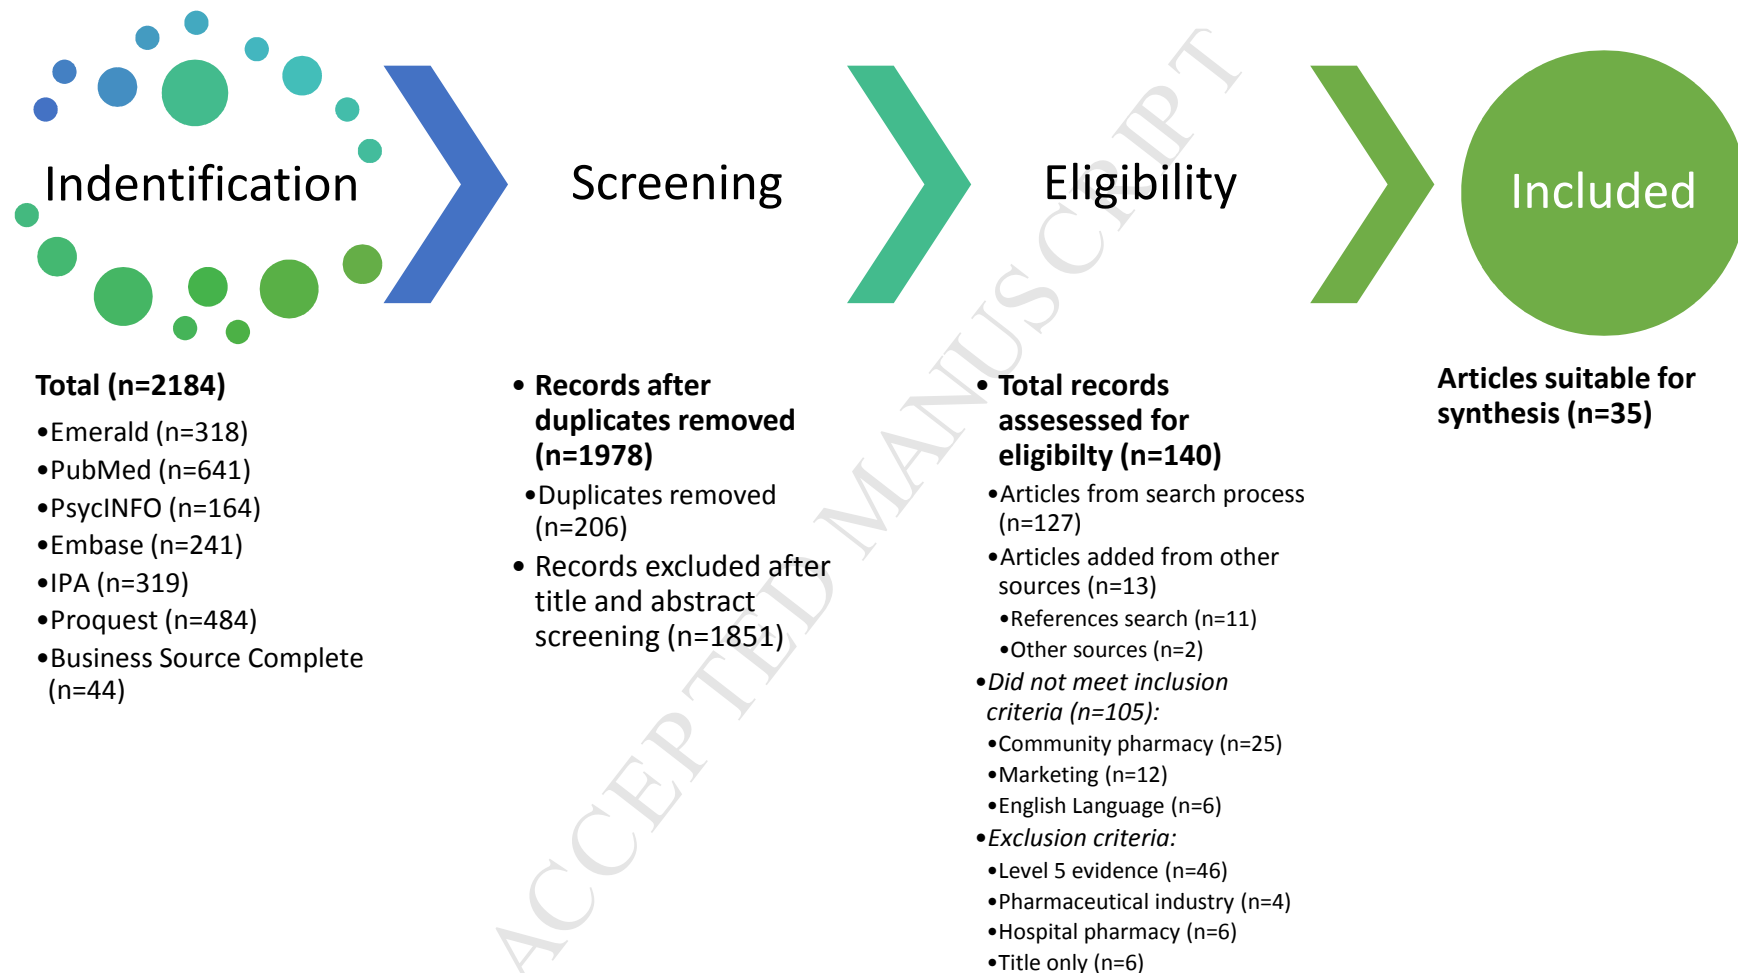 Indentification
Total (n=2184)
•Emerald (n=318)
•PubMed (n=641)
•PsycINFO (n=164)
•Embase (n=241)
•IPA (n=319)
•Proquest (n=484)
•Business Source Complete
(n=44)
Screening
• Records after
duplicates removed
(n=1978)
•Duplicates removed
(n=206)
• Records excluded after
title and abstract
screening (n=1851)
Eligibility
• Total records
assesessed for
eligibilty (n=140)
•Articles from search process
(n=127)
•Articles added from other
sources (n=13)
•References search (n=11)
•Other sources (n=2)
•Did not meet inclusion
criteria (n=105):
•Community pharmacy (n=25)
•Marketing (n=12)
•English Language (n=6)
•Exclusion criteria:
•Level 5 evidence (n=46)
•Pharmaceutical industry (n=4)
•Hospital pharmacy (n=6)
•Title only (n=6)
Included
Articles suitable for
synthesis (n=35)
ACCEPTED MANUSCRIPT